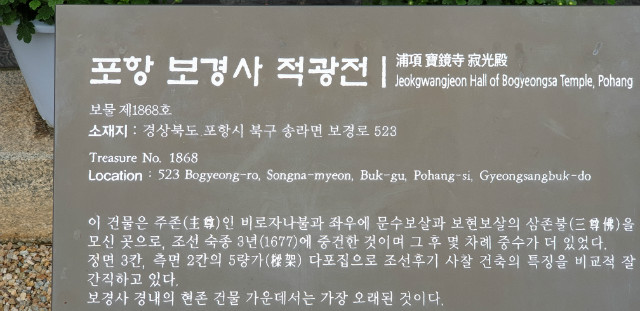 포항 보경사 적광전
浦項 寶鏡寺 寂光殿
Jeokgwangjeon Hall of Bogyeongsa Temple, Pohang
보물 제1868호
소재지 : 경상북도 포항시 북구 송라면 보경로 523
Treasure No. 1868
Location : 523 Bogyeong-ro, Songna-myeon, Buk-gu, Pohang-si, Gyeongsangbuk-do
이 건물은 주존(主尊)인 비로자나불과 좌우에 문수보살과 보현보살의 삼존불(三尊佛)을
모신 곳으로, 조선 숙종 3년(1677)에 중건한 것이며 그 후 몇 차례 중수가 더 있었다.
정면 3칸, 측면 2칸의 5량가(樑架) 다포집으로 조선후기 사찰 건축의 특징을 비교적 잘
간직하고 있다.
보경사 경내의 현존 건물 가운데서는 가장 오래된 것이다.